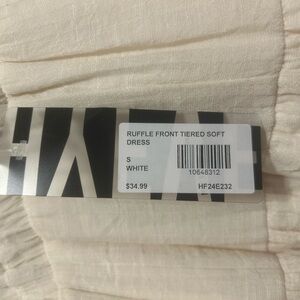 RUFFLE FRONT TIERED SOFT
DRESS
S
WHITE
10648312
$34.99
HF24E232